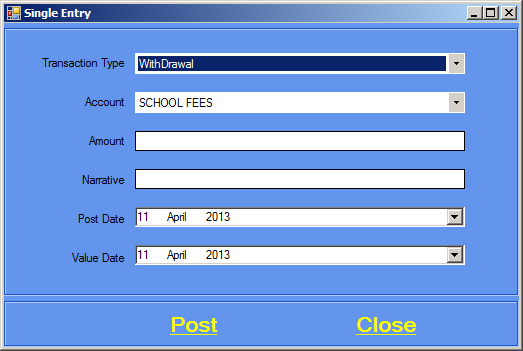 Single Entry
Transaction Type WithDrawal
Account SCHOOL FEES
Amount
Narrative
Post Date 11 April 2013
Value Date 11 April 2013
Post Close